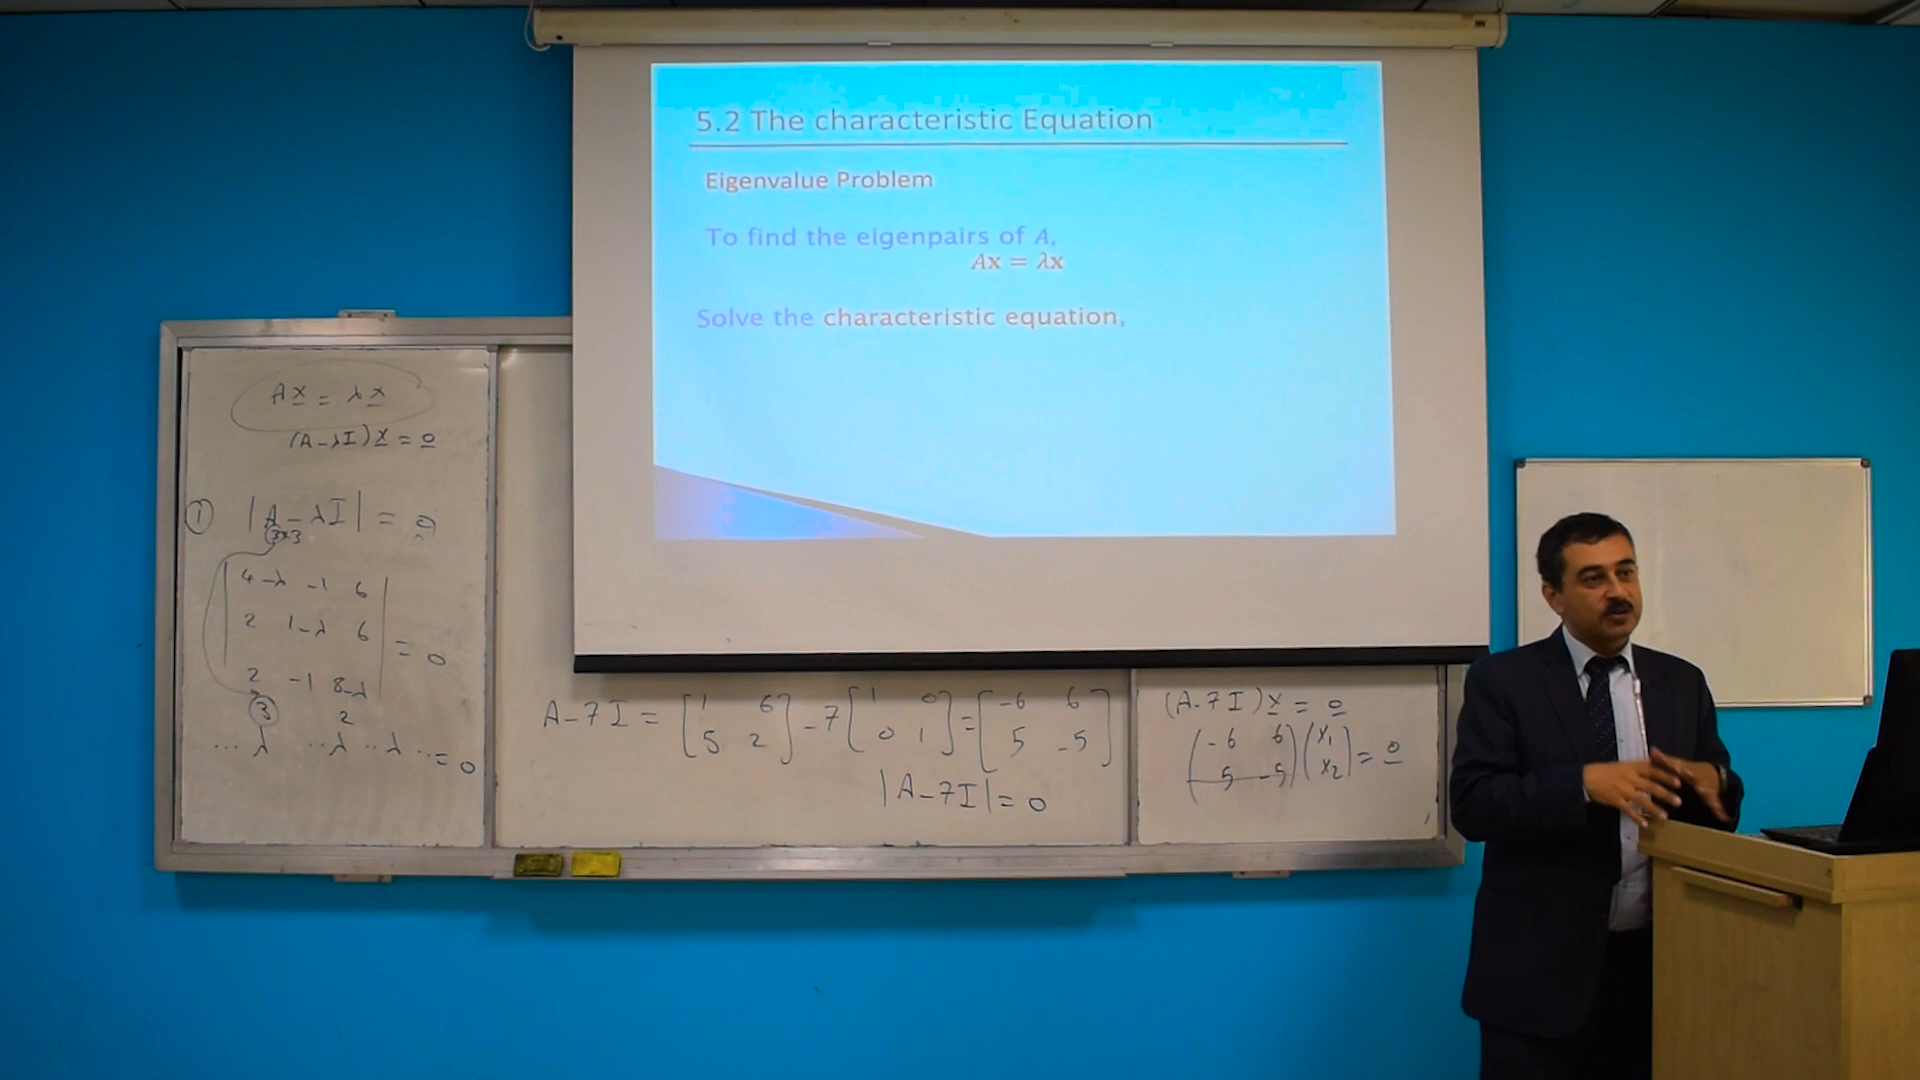 5.2 The characteristic Equation
Eigenvalue Problem
To find the eigenpairs of A,
Ax = λx
Solve the characteristic equation,
Ax = λx
(A-λI)x = 0
① |A-λI| = 0
3×3
4-λ -1 6
2 1-λ 6
= 0
2 -1 8-λ
③ 2
... λ ..λ ..λ ..= 0
A-7I = [1 6] -7 [1 0] = [-6 6]
[5 2] [0 1] [5 -5]
|A-7I| = 0
(A-7I)x = 0
(-6 6) (x1) = 0
(5 -5) (x2)